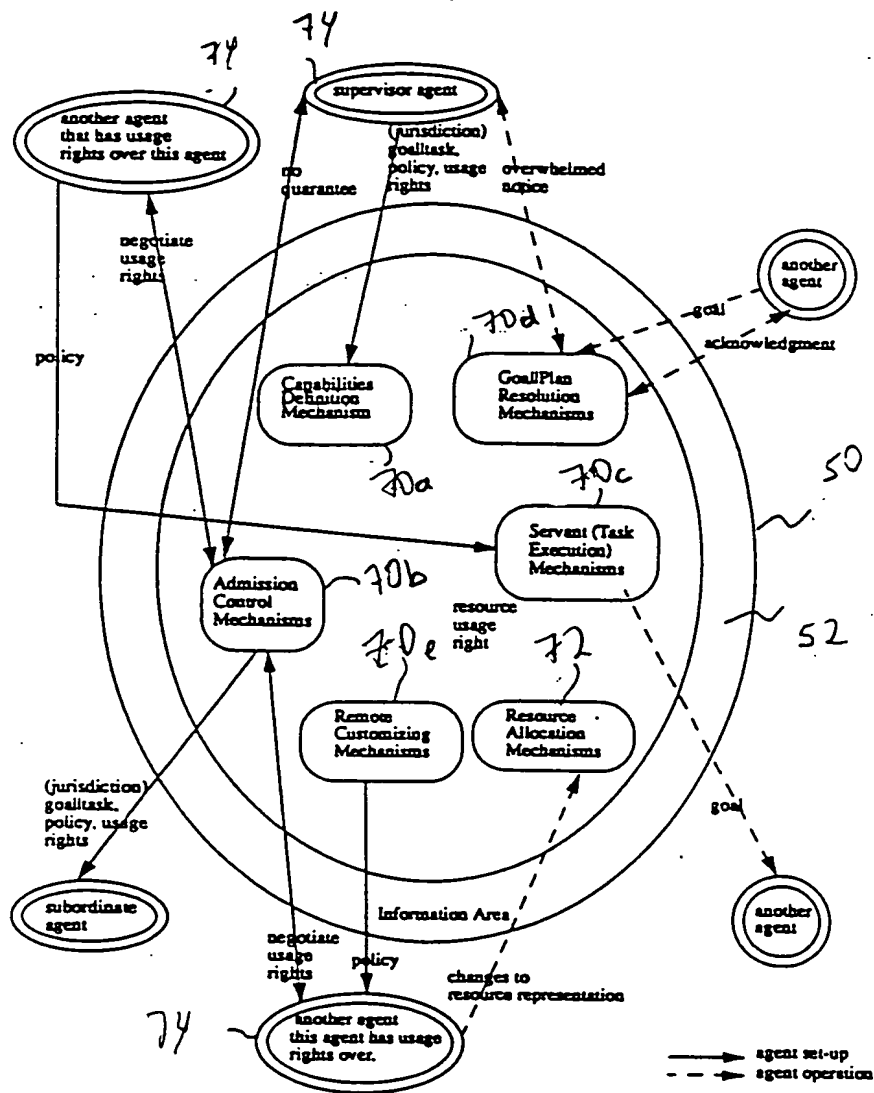 74
74
supervisor agent
another agent
that has usage
rights over this agent
(jurisdiction)
goal/task,
policy, usage
rights
no
quarantee
overwhelmed
notice
negotiate
usage
rights
another
agent
goal
acknowledgment
policy
70d
Capabilities
Definition
Mechanism
Goal/Plan
Resolution
Mechanisms
70a
70c
50
Servant (Task
Execution)
Mechanisms
Admission
Control
Mechanisms
70b
resource
usage
right
52
70e
72
Remote
Customizing
Mechanisms
Resource
Allocation
Mechanisms
(jurisdiction)
goal/task,
policy, usage
rights
goal
subordinate
agent
Information Area
another
agent
negotiate
usage
rights
policy
changes to
resource representation
74
another agent
this agent has usage
rights over.
agent set-up
agent operation